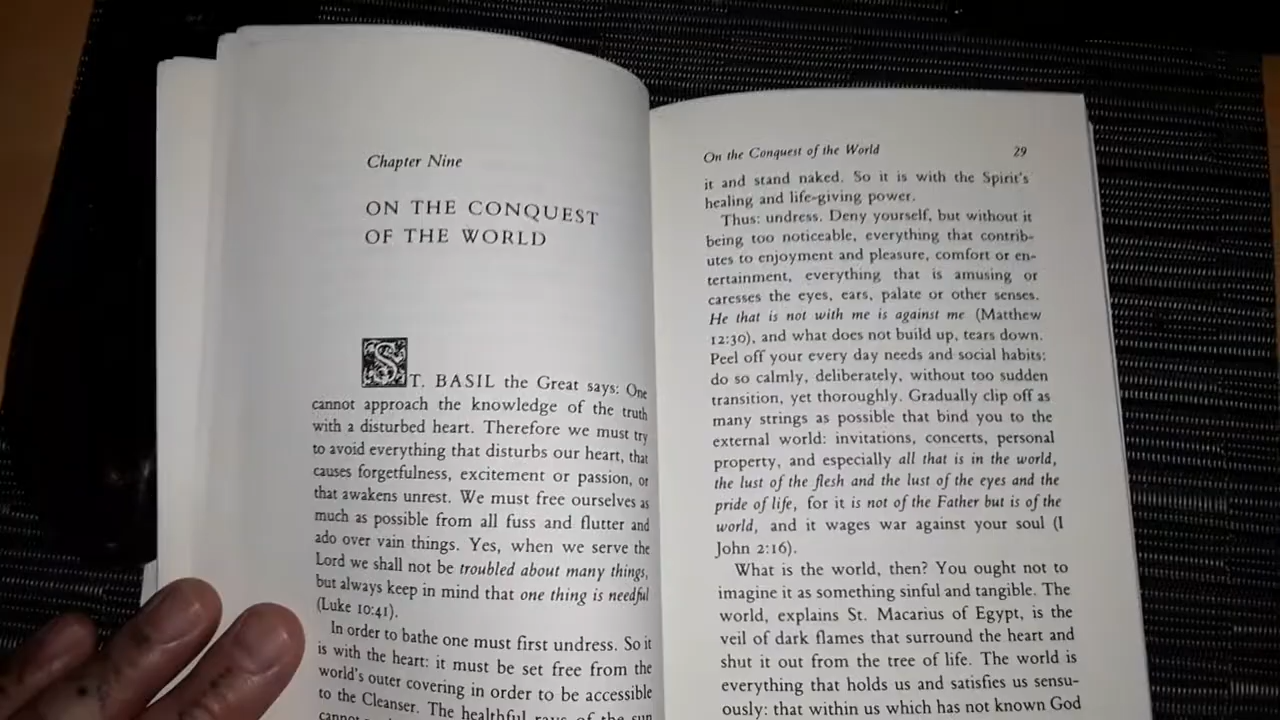 Chapter Nine
ON THE CONQUEST
OF THE WORLD
ST. BASIL the Great says: One
cannot approach the knowledge of the truth
with a disturbed heart. Therefore we must try
to avoid everything that disturbs our heart, that
causes forgetfulness, excitement or passion, or
that awakens unrest. We must free ourselves as
much as possible from all fuss and flutter and
ado over vain things. Yes, when we serve the
Lord we shall not be troubled about many things,
but always keep in mind that one thing is needful
(Luke 10:41).
In order to bathe one must first undress. So it
is with the heart: it must be set free from the
world's outer covering in order to be accessible
to the Cleanser. The healthful rays of the sun
cannot
On the Conquest of the World 29
it and stand naked. So it is with the Spirit's
healing and life-giving power.
Thus: undress. Deny yourself, but without it
being too noticeable, everything that contrib-
utes to enjoyment and pleasure, comfort or en-
tertainment, everything that is amusing or
caresses the eyes, ears, palate or other senses.
He that is not with me is against me (Matthew
12:30), and what does not build up, tears down.
Peel off your every day needs and social habits:
do so calmly, deliberately, without too sudden
transition, yet thoroughly. Gradually clip off as
many strings as possible that bind you to the
external world: invitations, concerts, personal
property, and especially all that is in the world,
the lust of the flesh and the lust of the eyes and the
pride of life, for it is not of the Father but is of the
world, and it wages war against your soul (I
John 2:16).
What is the world, then? You ought not to
imagine it as something sinful and tangible. The
world, explains St. Macarius of Egypt, is the
veil of dark flames that surround the heart and
shut it out from the tree of life. The world is
everything that holds us and satisfies us sensu-
ously: that within us which has not known God